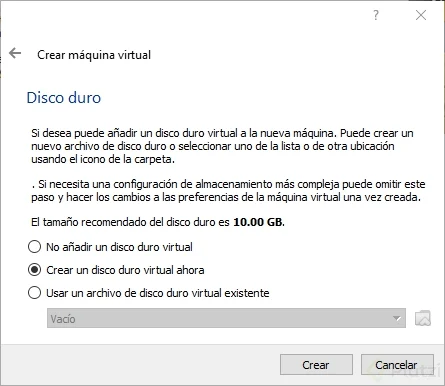 Crear máquina virtual
Disco duro
Si desea puede añadir un disco duro virtual a la nueva máquina. Puede crear un
nuevo archivo de disco duro o seleccionar uno de la lista o de otra ubicación
usando el icono de la carpeta.
. Si necesita una configuración de almacenamiento más compleja puede omitir este
paso y hacer los cambios a las preferencias de la máquina virtual una vez creada.
El tamaño recomendado del disco duro es 10.00 GB.
No añadir un disco duro virtual
Crear un disco duro virtual ahora
Usar un archivo de disco duro virtual existente
Vacío
Crear
Cancelar